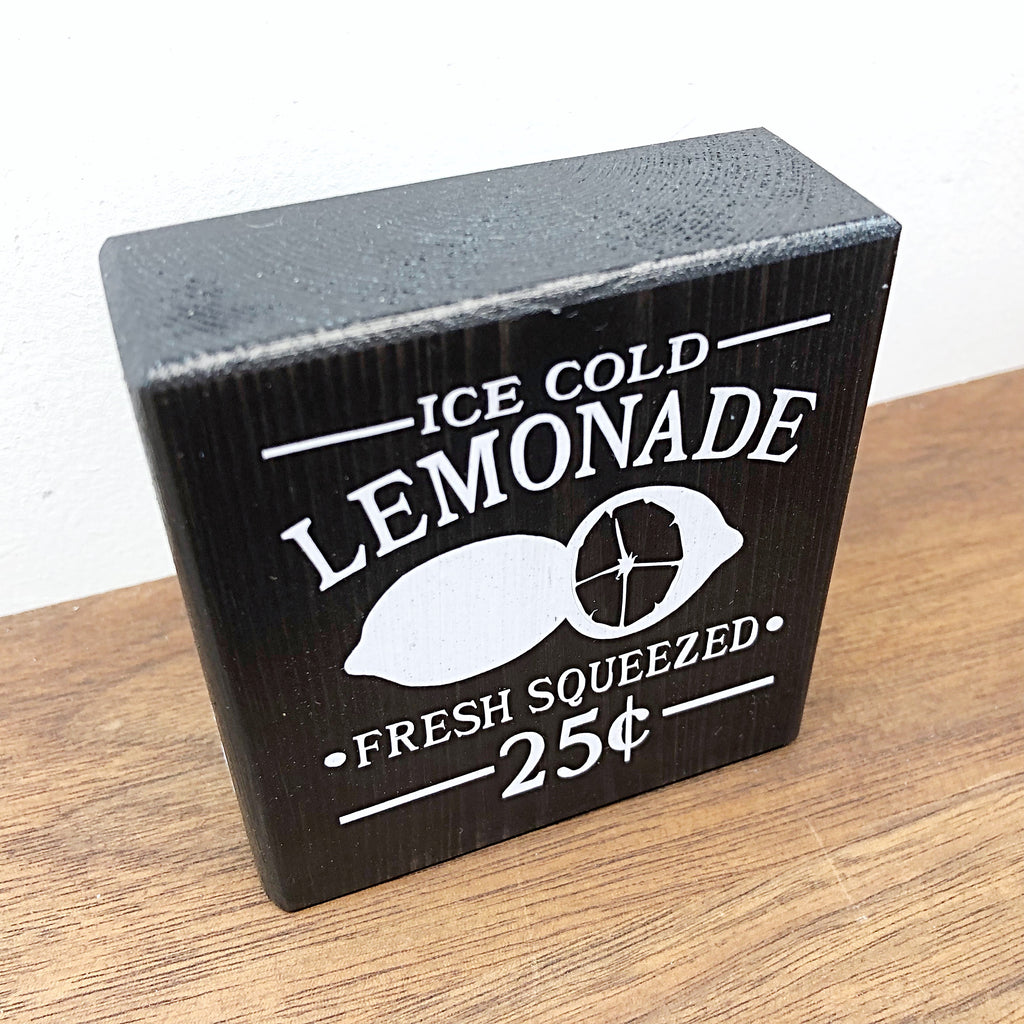 ICE COLD
LEMONADE
•FRESH SQUEEZED•
25¢